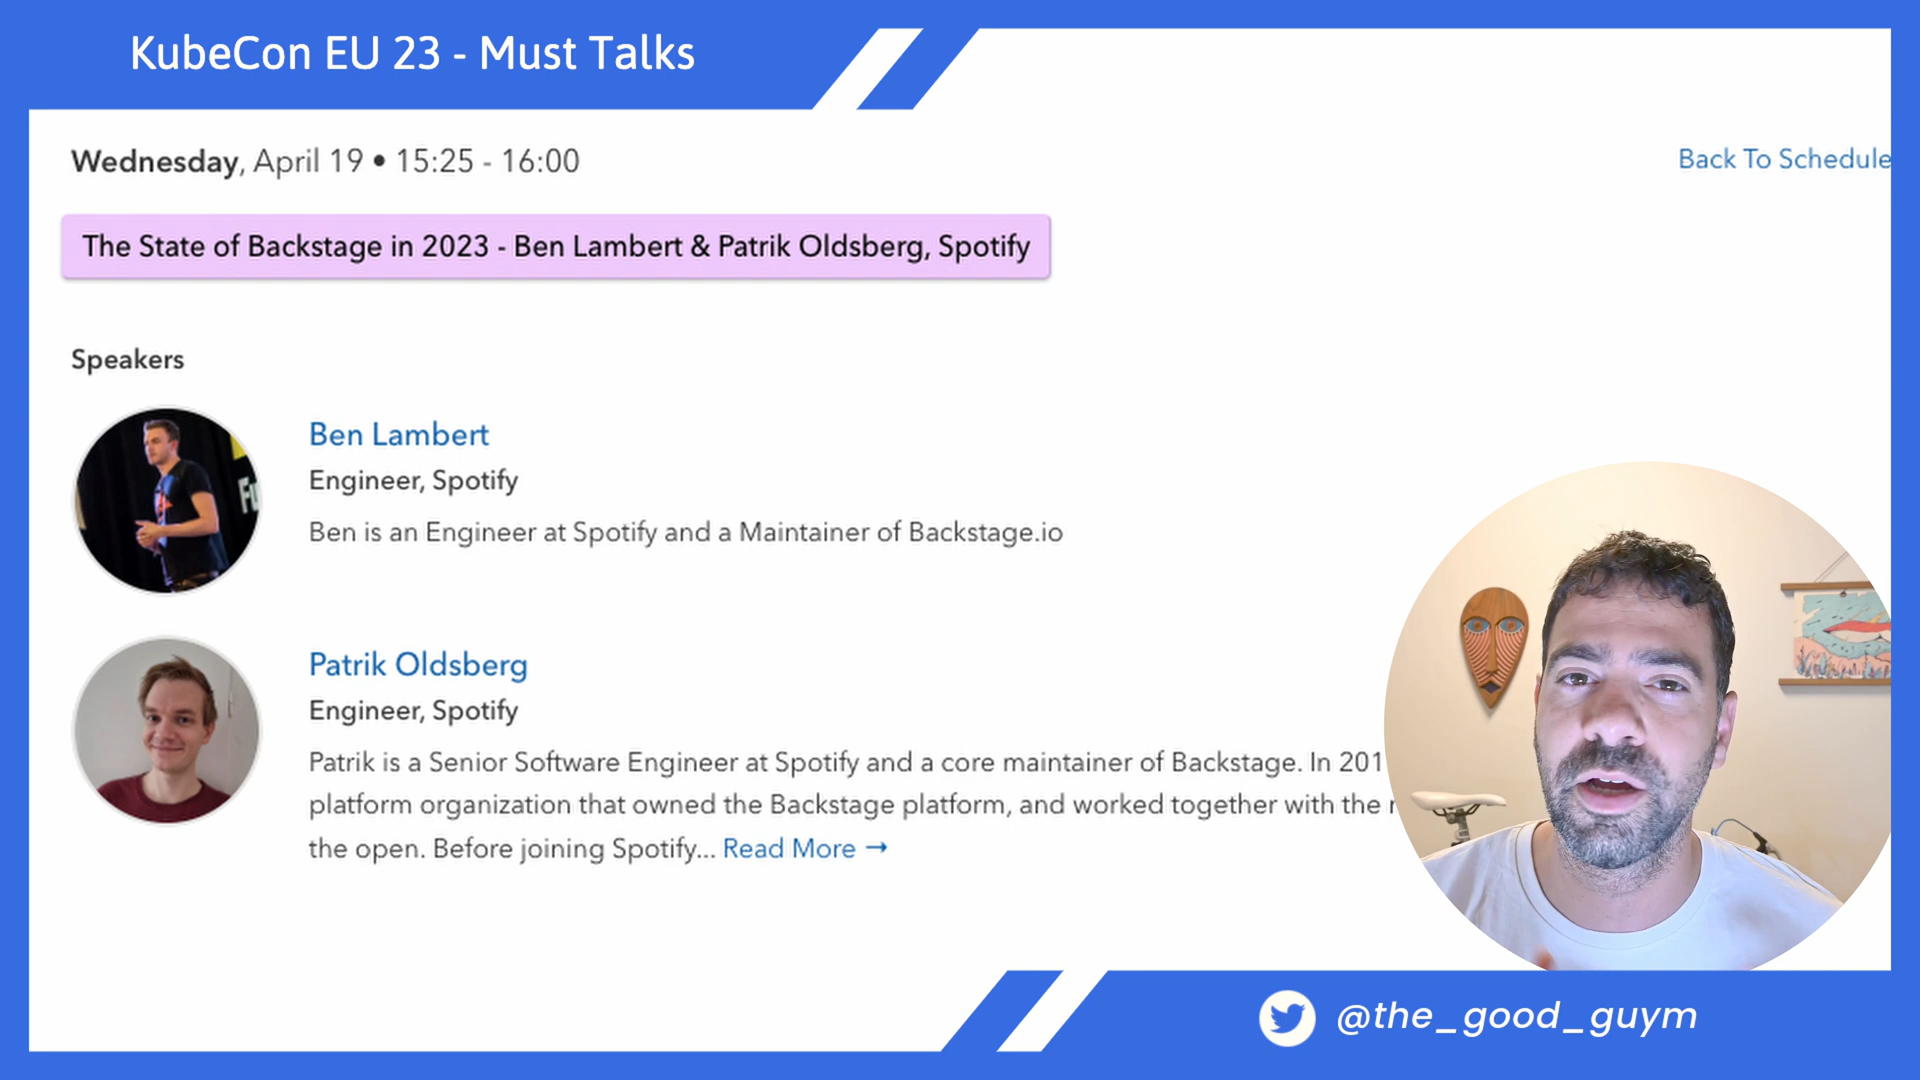 KubeCon EU 23 - Must Talks
Wednesday, April 19 • 15:25 - 16:00
Back To Schedule
The State of Backstage in 2023 - Ben Lambert & Patrik Oldsberg, Spotify
Speakers
Ben Lambert
Engineer, Spotify
Ben is an Engineer at Spotify and a Maintainer of Backstage.io
Patrik Oldsberg
Engineer, Spotify
Patrik is a Senior Software Engineer at Spotify and a core maintainer of Backstage. In 201
platform organization that owned the Backstage platform, and worked together with the
the open. Before joining Spotify... Read More →
@the_good_guym